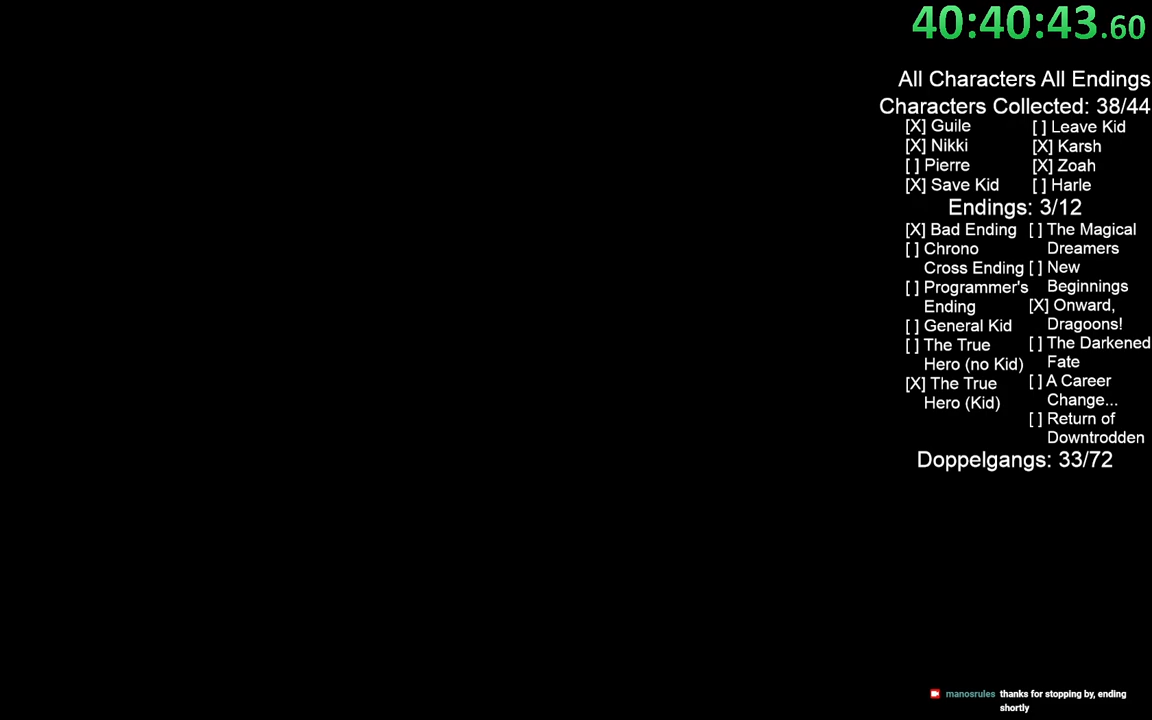 40:40:43.60
All Characters All Endings
Characters Collected: 38/44
[X] Guile [ ] Leave Kid
[X] Nikki [X] Karsh
[ ] Pierre [X] Zoah
[X] Save Kid [ ] Harle
Endings: 3/12
[X] Bad Ending [ ] The Magical
[ ] Chrono Dreamers
Cross Ending [ ] New
[ ] Programmer's Beginnings
Ending [X] Onward,
[ ] General Kid Dragoons!
[ ] The True [ ] The Darkened
Hero (no Kid) Fate
[X] The True [ ] A Career
Hero (Kid) Change...
[ ] Return of
Downtrodden
Doppelgangs: 33/72
manosrules thanks for stopping by, ending
shortly